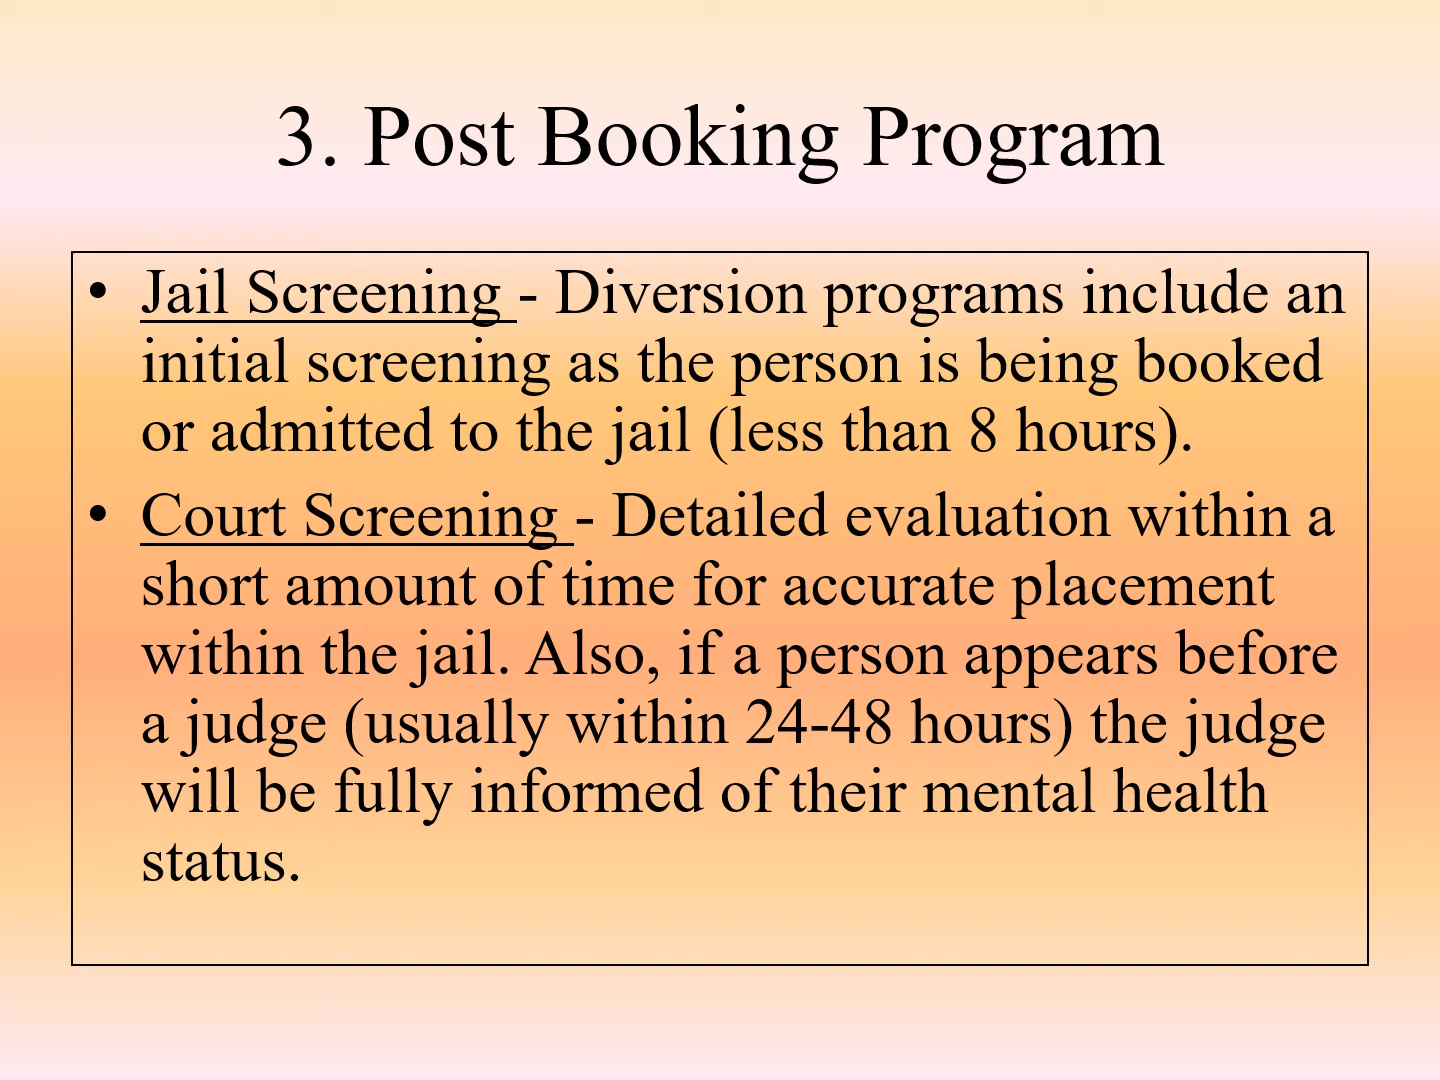 3. Post Booking Program
• Jail Screening - Diversion programs include an
initial screening as the person is being booked
or admitted to the jail (less than 8 hours).
• Court Screening - Detailed evaluation within a
short amount of time for accurate placement
within the jail. Also, if a person appears before
a judge (usually within 24-48 hours) the judge
will be fully informed of their mental health
status.